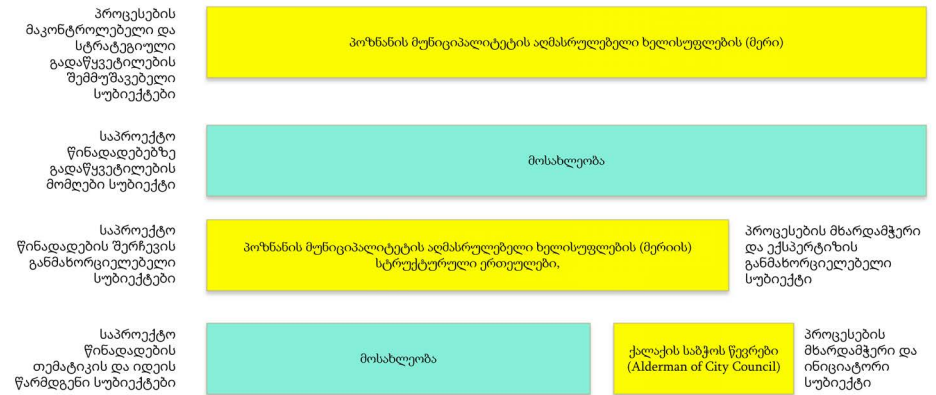 პროცესების
მაკონტროლებელი და
სტრატეგიული
გადაწყვეტილების
შემმუშავებელი
სუბიექტები
პოზნანის მუნიციპალიტეტის აღმასრულებელი ხელისუფლების (მერი)
საპროექტო
წინადადებებზე
გადაწყვეტილების
მომღები სუბიექტი
მოსახლეობა
საპროექტო
წინადადების შერჩევის
განმახორციელებელი
სუბიექტები
პოზნანის მუნიციპალიტეტის აღმასრულებელი ხელისუფლების (მერიის)
სტრუქტურული ერთეულები,
პროცესების მხარდამჭერი
და ექსპერტიზის
განმახორციელებელი
სუბიექტი
საპროექტო
წინადადების
თემატიკის და იდეის
წარმდგენი სუბიექტები
მოსახლეობა
ქალაქის საბჭოს წევრები
(Alderman of City Council)
პროცესების
მხარდამჭერი და
ინიციატორი
სუბიექტი